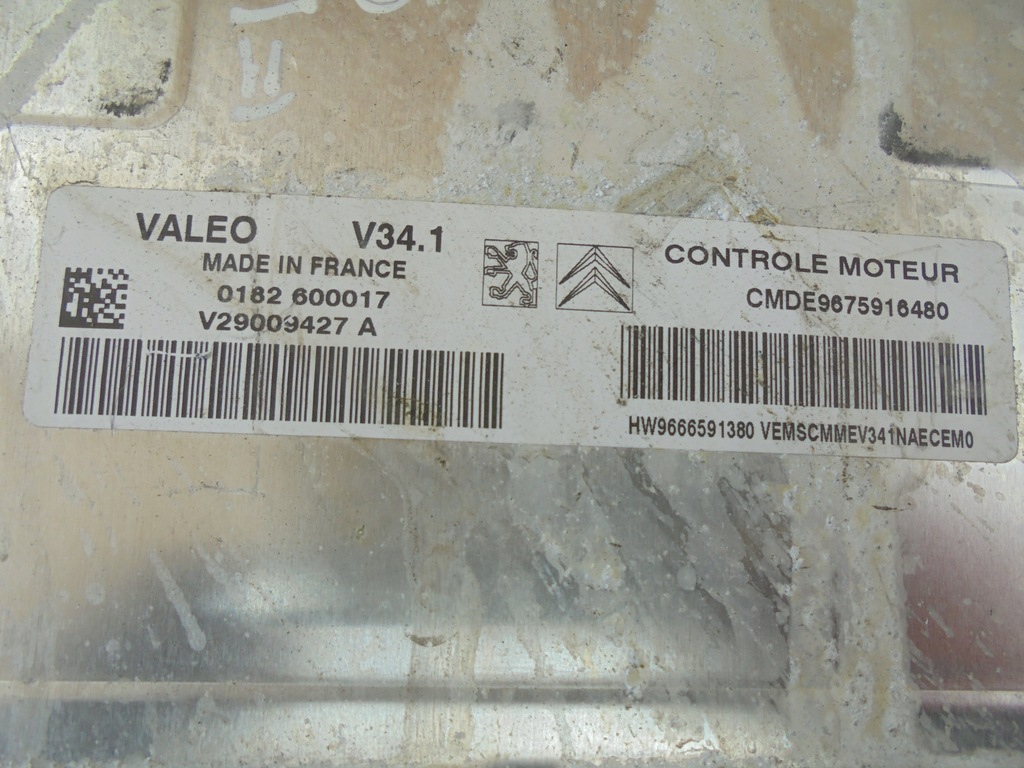 VALEO V34.1
MADE IN FRANCE
0182 600017
V29009427 A
CONTROLE MOTEUR
CMDE9675916480
HW9666591380 VEMSCMMEV341NAECEM0